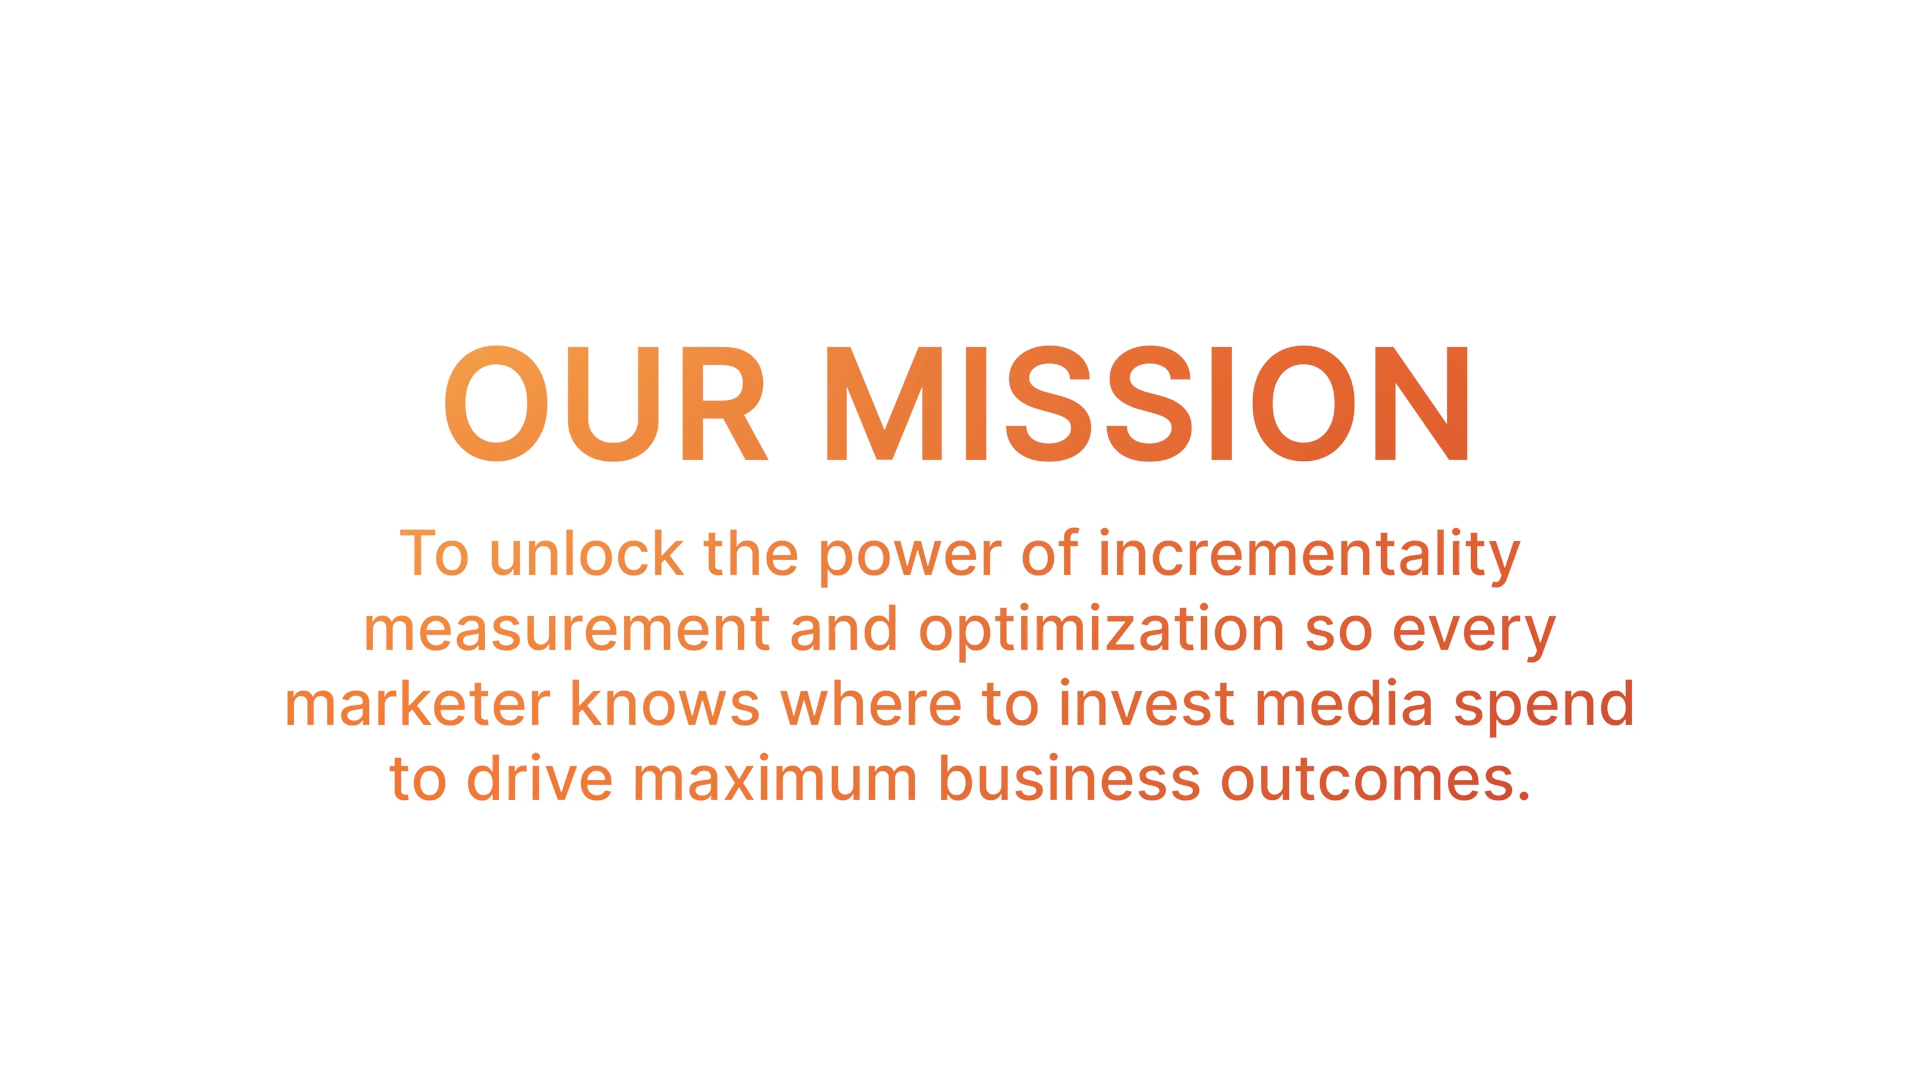 OUR MISSION
To unlock the power of incrementality
measurement and optimization so every
marketer knows where to invest media spend
to drive maximum business outcomes.